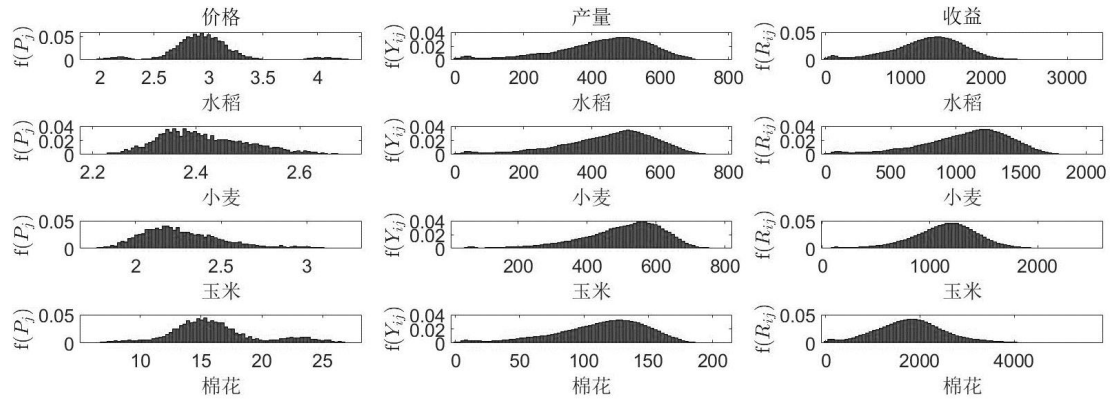 价格 产量 收益
f(P_j) 0.05 0 2 2.5 3 3.5 4 水稻
f(Y_ij) 0.04 0.02 0 0 200 400 600 800 水稻
f(R_ij) 0.05 0 0 1000 2000 3000 水稻
f(P_j) 0.04 0.02 0 2.2 2.4 2.6 小麦
f(Y_ij) 0.04 0.02 0 0 200 400 600 800 小麦
f(R_ij) 0.04 0.02 0 0 500 1000 1500 2000 小麦
f(P_j) 0.05 0 2 2.5 3 玉米
f(Y_ij) 0.04 0.02 0 200 400 600 800 玉米
f(R_ij) 0.05 0 0 1000 2000 玉米
f(P_j) 0.05 0 10 15 20 25 棉花
f(Y_ij) 0.04 0.02 0 0 50 100 150 200 棉花
f(R_ij) 0.05 0 0 2000 4000 棉花